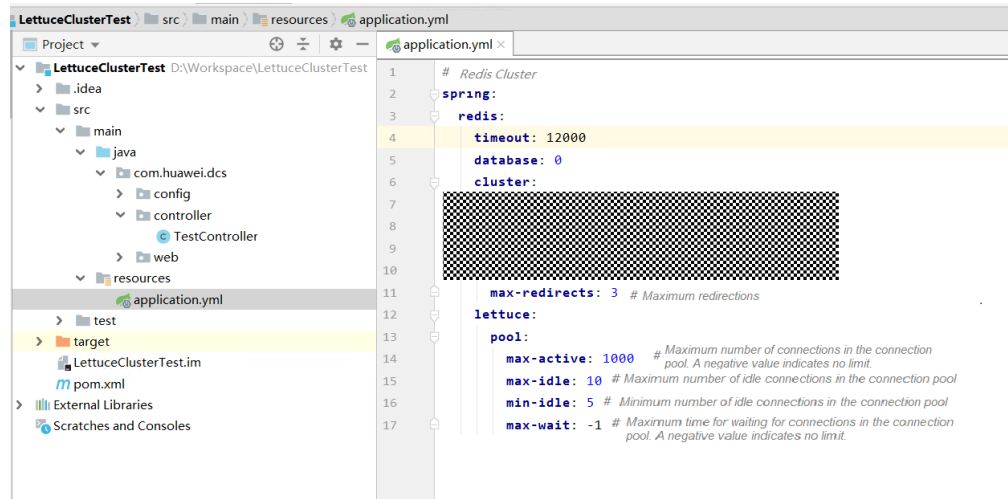 LettuceClusterTest src main resources application.yml
Project application.yml
LettuceClusterTest D:\Workspace\LettuceClusterTest
.idea
src
main
java
com.huawei.dcs
config
controller
TestController
web
resources
application.yml
test
target
LettuceClusterTest.im
pom.xml
External Libraries
Scratches and Consoles
1 # Redis Cluster
2 spring:
3 redis:
4 timeout: 12000
5 database: 0
6 cluster:
7
8
9
10
11 max-redirects: 3 # Maximum redirections
12 lettuce:
13 pool:
14 max-active: 1000 # Maximum number of connections in the connection
pool. A negative value indicates no limit.
15 max-idle: 10 # Maximum number of idle connections in the connection pool
16 min-idle: 5 # Minimum number of idle connections in the connection pool
17 max-wait: -1 # Maximum time for waiting for connections in the connection
pool. A negative value indicates no limit.